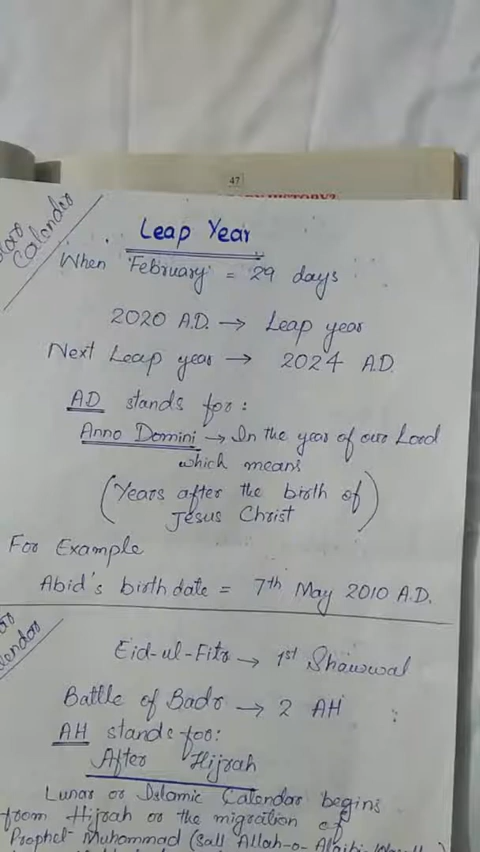 47
HISTORY?
Calendar
Leap Year
When February = 29 days
2020 A.D. → Leap year
Next Leap year → 2024 A.D.
AD stands for:
Anno Domini → In the year of our Lord
which means
(Years after the birth of
Jesus Christ)
For Example
Abid's birth date = 7th May 2010 A.D.
Eid-ul-Fitr → 1st Shawwal
Battle of Badr → 2 AH
AH stands for:
After Hijrah
Lunar or Islamic Calendar begins
from Hijrah or the migration of
Prophet Muhammad (Sall Allah-o-